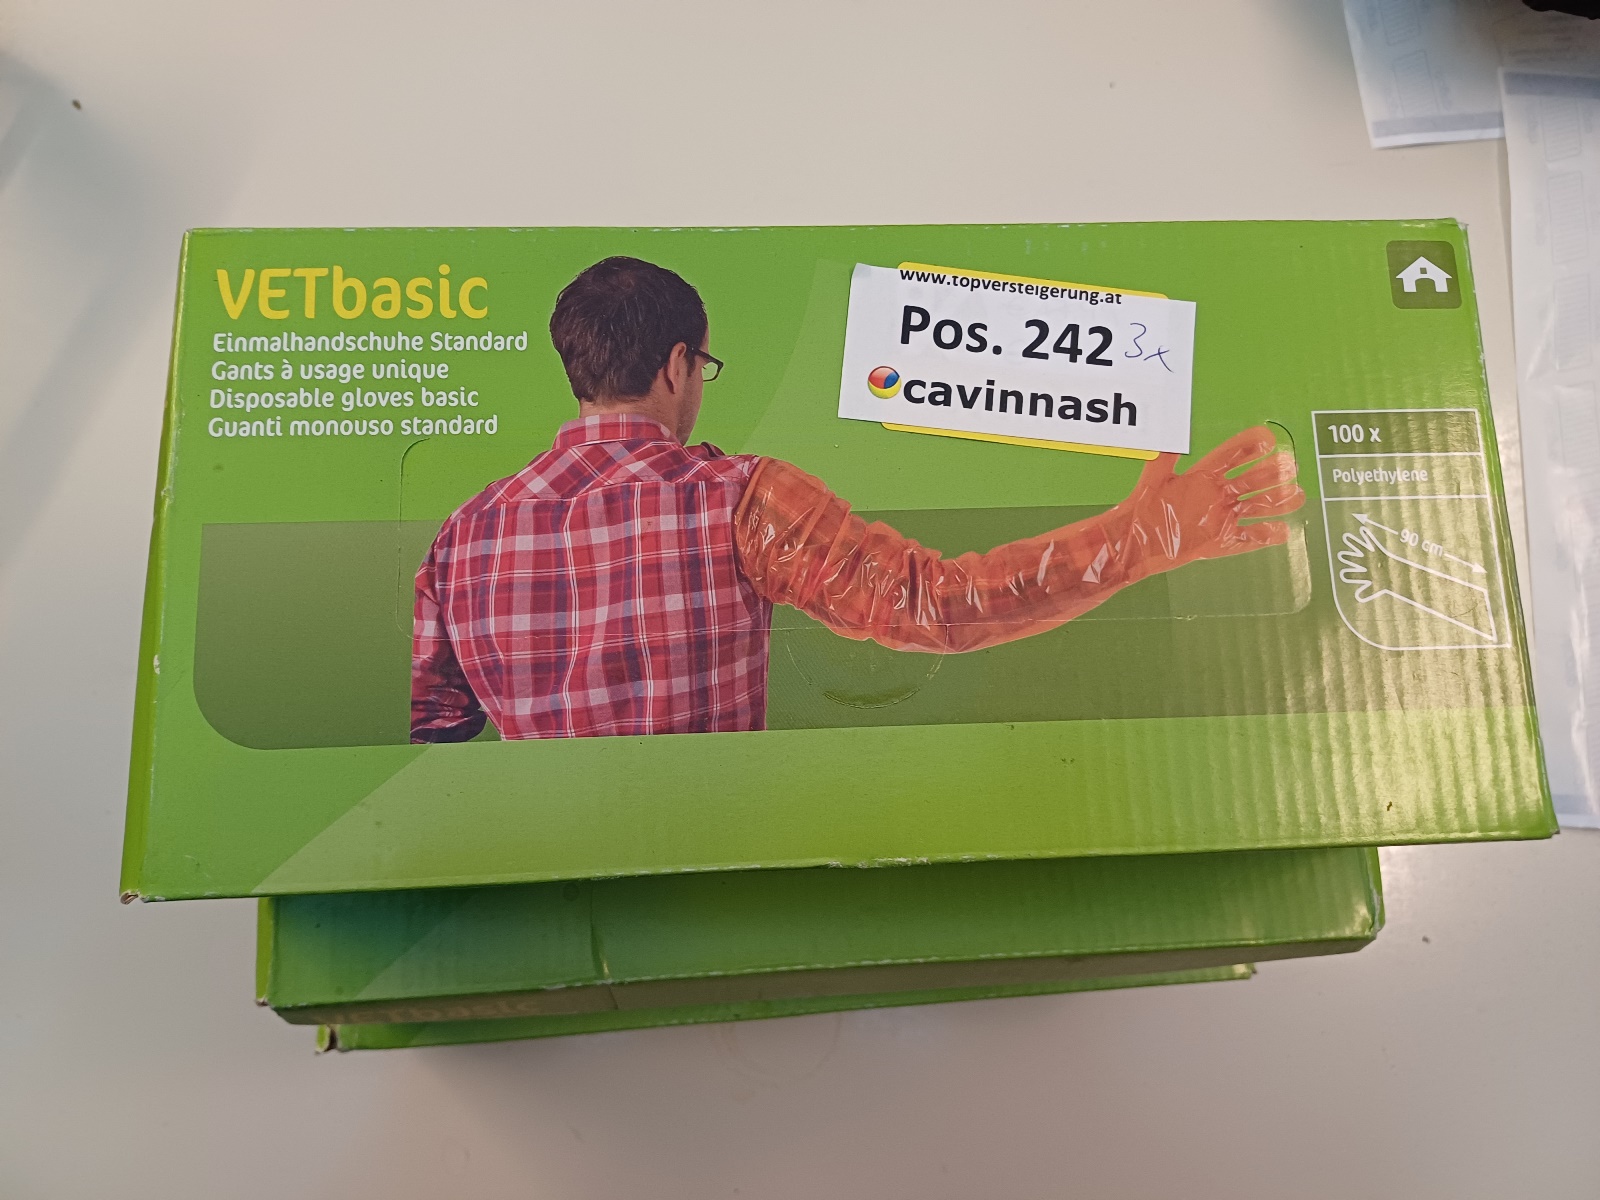 VETbasic
Einmalhandschuhe Standard
Gants à usage unique
Disposable gloves basic
Guanti monouso standard
www.topversteigerung.at
Pos. 242 3x
cavinnash
100 x
Polyethylene
90 cm
VETbasic